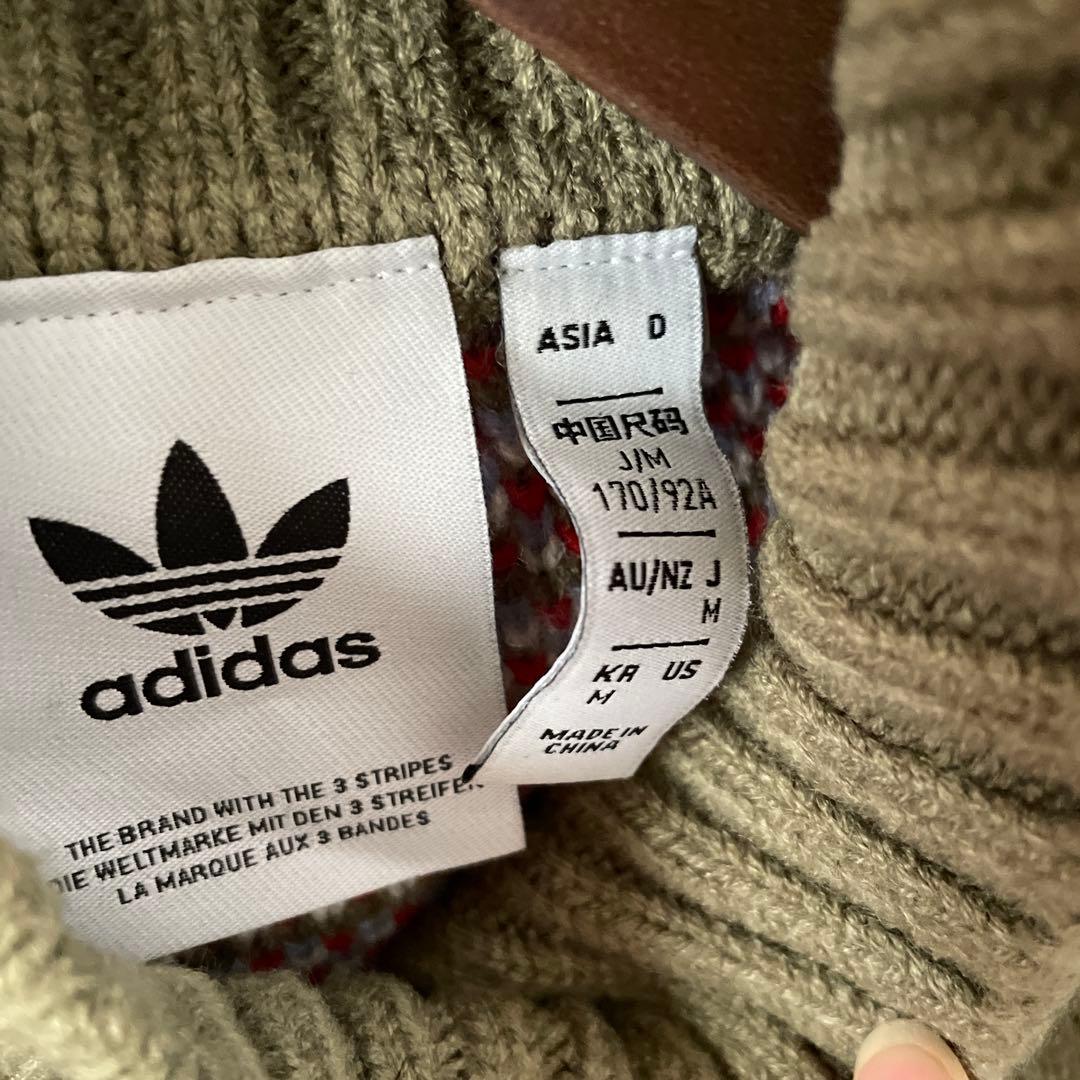 adidas
THE BRAND WITH THE 3 STRIPES
DIE WELTMARKE MIT DEN 3 STREIFEN
LA MARQUE AUX 3 BANDES
ASIA D
中国尺码
J/M
170/92A
AU/NZ J
M
KR US
M
MADE IN
CHINA